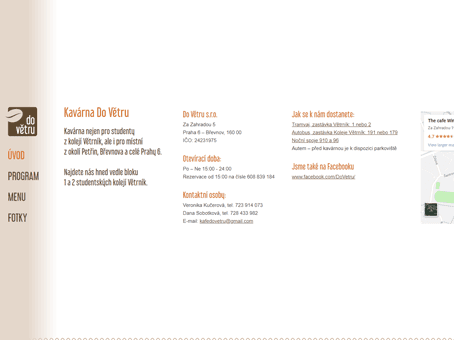 do
větru
ÚVOD
PROGRAM
MENU
FOTKY
Kavárna Do Větru
Kavárna nejen pro studenty
z kolejí Větrník, ale i pro místní
z okolí Petřin, Břevnova a celé Prahy 6.
Najdete nás hned vedle bloku
1 a 2 studentských kolejí Větrník.
Do Větru s.r.o.
Za Zahradou 5
Praha 6 – Břevnov, 160 00
IČO: 24231975
Otevírací doba:
Po – Ne 15:00 - 24:00
Rezervace od 15:00 na čísle 608 839 184
Kontaktní osoby:
Veronika Kučerová; tel: 723 914 073
Dana Sobotková; tel: 728 433 982
E-mail: kafedovetru@gmail.com
Jak se k nám dostanete:
Tramvaj, zastávka Větrník, 1 nebo 2
Autobus, zastávka Koleje Větrník, 191 nebo 179
Noční spoje 910 a 96
Autem – před kavárnou je k dispozici parkoviště
Jsme také na Facebooku
www.facebook.com/DoVetru/
The cafe Win
Za Zahradou 1
4.7
View larger m